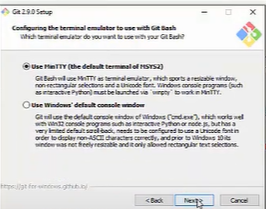 Git 2.9.0 Setup
Configuring the terminal emulator to use with Git Bash
Which terminal emulator do you want to use with your Git Bash?
Use MinTTY (the default terminal of MSYS2)
Git Bash will use MinTTY as terminal emulator, which sports a resizable window,
non-rectangular selections and a Unicode font. Windows console programs (such
as interactive Python) must be launched via `winpty` to work in MinTTY.
Use Windows' default console window
Git will use the default console window of Windows ("cmd.exe"), which works well
with Win32 console programs such as interactive Python or node.js, but has a
very limited default scroll-back, needs to be configured to use a Unicode font in
order to display non-ASCII characters correctly, and prior to Windows 10 its
window was not freely resizable and it only allowed rectangular text selections.
https://git-for-windows.github.io/
< Back
Next >
Cancel